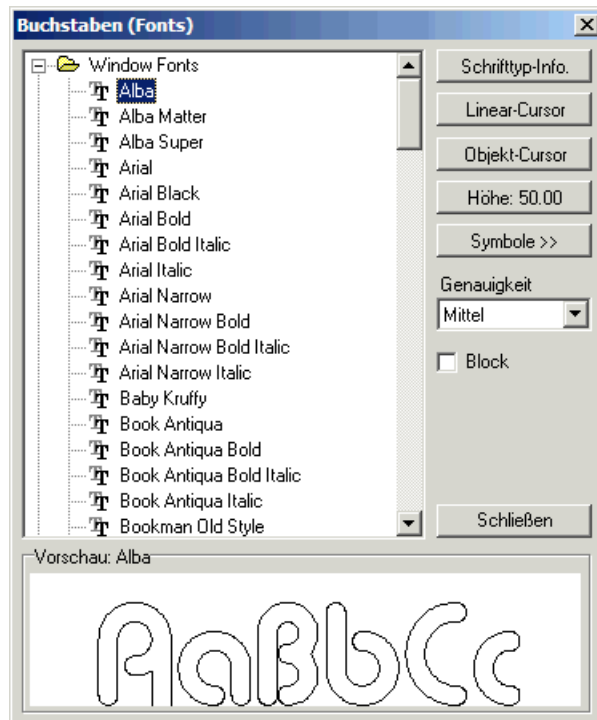 Buchstaben (Fonts)
Window Fonts
Alba
Alba Matter
Alba Super
Arial
Arial Black
Arial Bold
Arial Bold Italic
Arial Italic
Arial Narrow
Arial Narrow Bold
Arial Narrow Bold Italic
Arial Narrow Italic
Baby Kruffy
Book Antiqua
Book Antiqua Bold
Book Antiqua Bold Italic
Book Antiqua Italic
Bookman Old Style
Schrifttyp-Info.
Linear-Cursor
Objekt-Cursor
Höhe: 50.00
Symbole >>
Genauigkeit
Mittel
Block
Schließen
Vorschau: Alba
AaBbCc